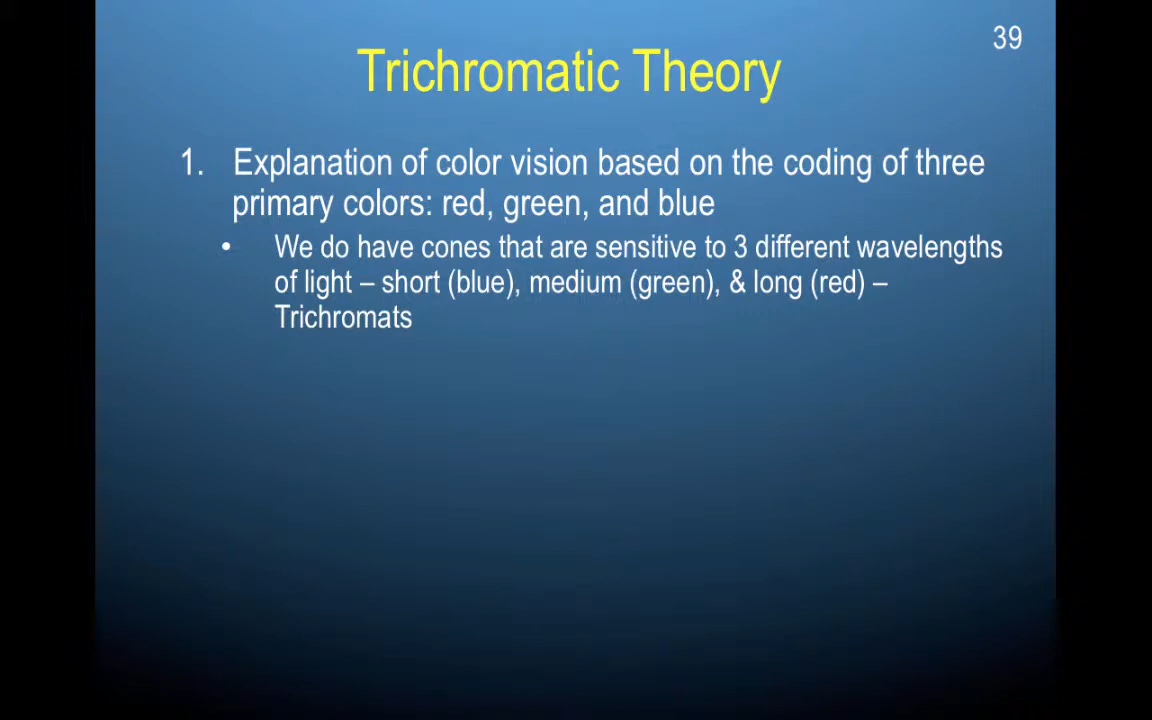 39
Trichromatic Theory
1. Explanation of color vision based on the coding of three
primary colors: red, green, and blue
• We do have cones that are sensitive to 3 different wavelengths
of light – short (blue), medium (green), & long (red) –
Trichromats